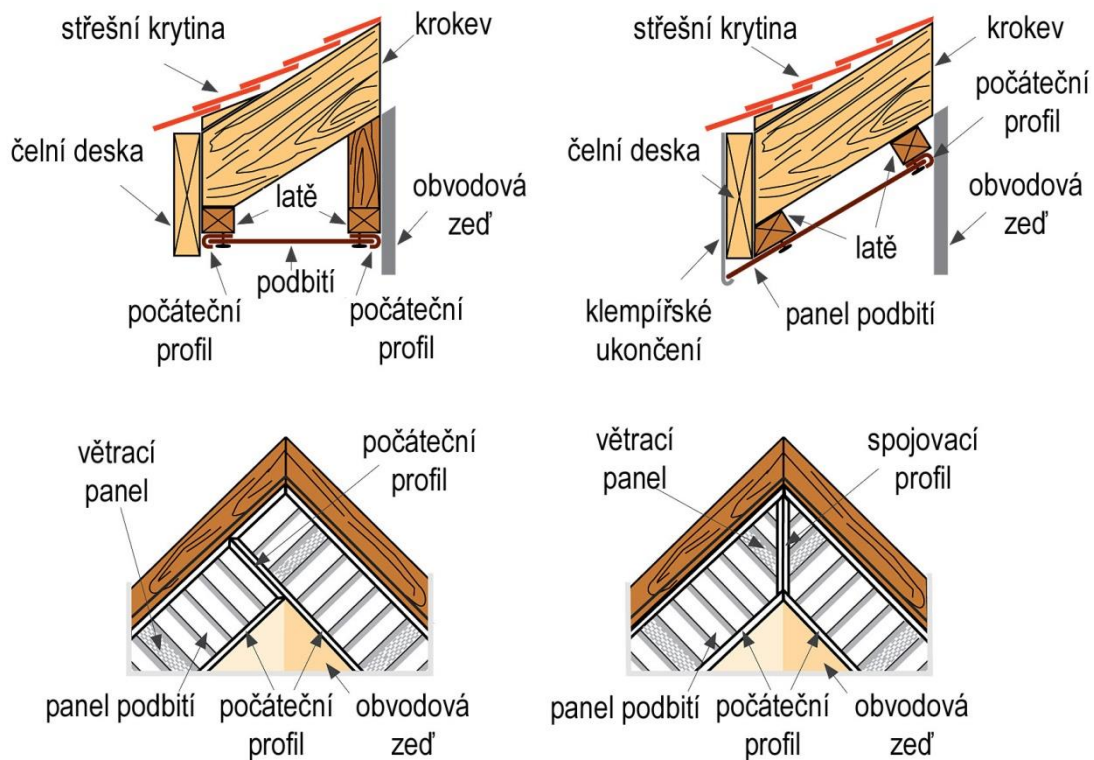 střešní krytina
krokev
čelní deska
latě
obvodová
zeď
podbití
počáteční
profil
počáteční
profil
střešní krytina
krokev
počáteční
profil
čelní deska
obvodová
zeď
latě
klempířské
ukončení
panel podbití
větrací
panel
počáteční
profil
panel podbití
počáteční
profil
obvodová
zeď
větrací
panel
spojovací
profil
panel podbití
počáteční
profil
obvodová
zeď